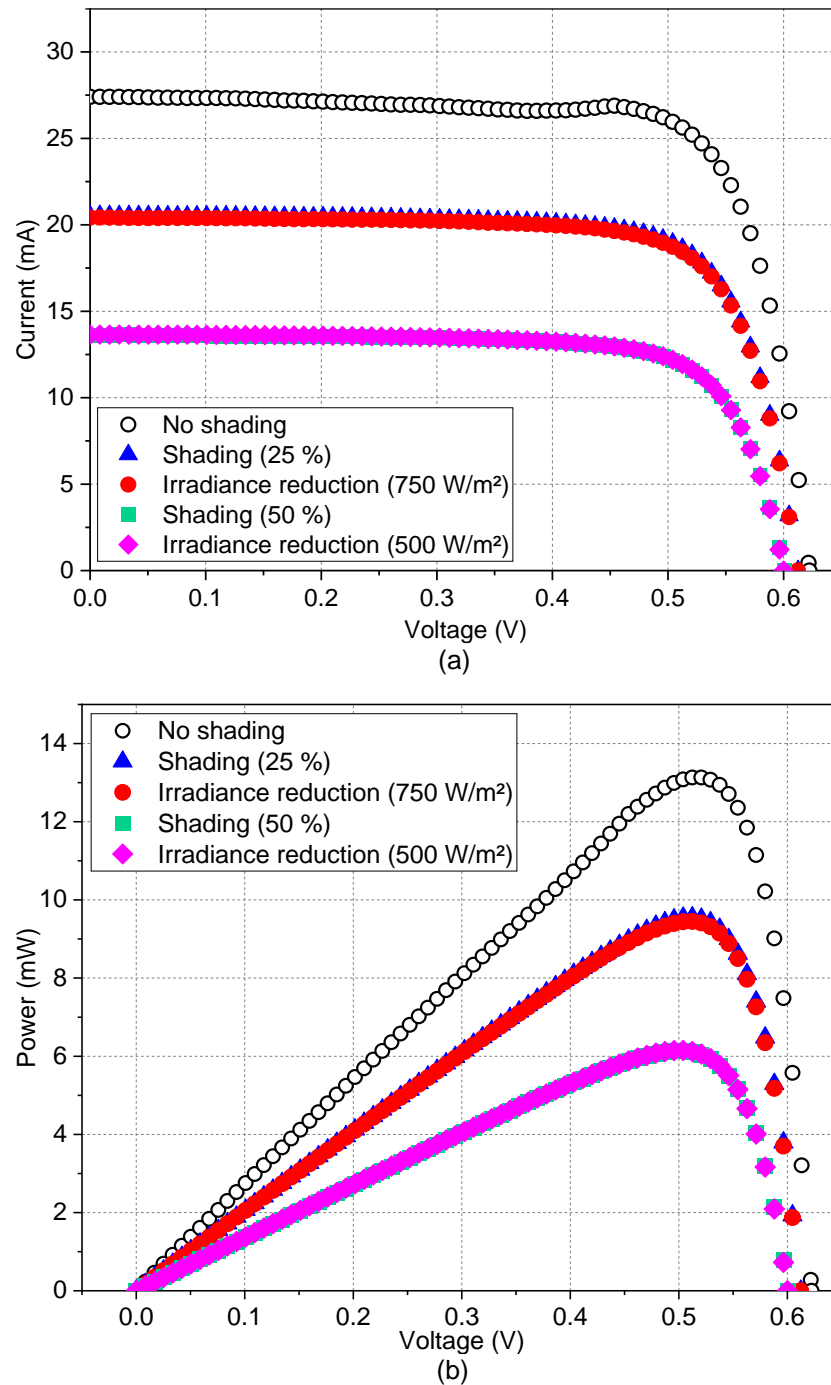 30
25
20
15
10
5
0
Current (mA)
No shading
Shading (25 %)
Irradiance reduction (750 W/m²)
Shading (50 %)
Irradiance reduction (500 W/m²)
0.0 0.1 0.2 0.3 0.4 0.5 0.6
Voltage (V)
(a)
14
12
10
8
6
4
2
0
Power (mW)
No shading
Shading (25 %)
Irradiance reduction (750 W/m²)
Shading (50 %)
Irradiance reduction (500 W/m²)
0.0 0.1 0.2 0.3 0.4 0.5 0.6
Voltage (V)
(b)